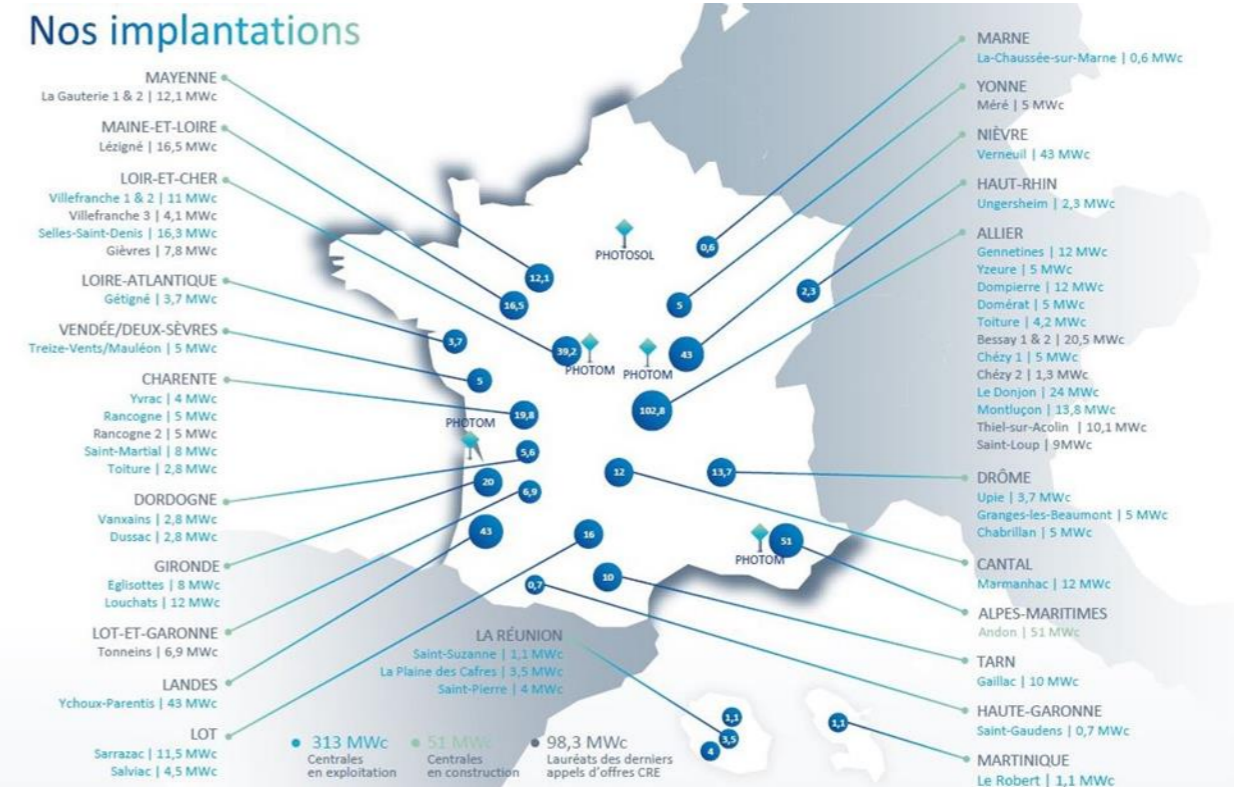 Nos implantations
MAYENNE
La Gauterie 1 & 2 | 12,1 MWc
MAINE-ET-LOIRE
Lézigné | 16,5 MWc
LOIR-ET-CHER
Villefranche 1 & 2 | 11 MWc
Villefranche 3 | 4,1 MWc
Selles-Saint-Denis | 16,3 MWc
Gièvres | 7,8 MWc
LOIRE-ATLANTIQUE
Gétigné | 3,7 MWc
VENDÉE/DEUX-SÈVRES
Treize-Vents/Mauléon | 5 MWc
CHARENTE
Yvrac | 4 MWc
Rancogne | 5 MWc
Rancogne 2 | 5 MWc
Saint-Martial | 8 MWc
Toiture | 2,8 MWc
DORDOGNE
Vanxains | 2,8 MWc
Dussac | 2,8 MWc
GIRONDE
Eglisottes | 8 MWc
Louchats | 12 MWc
LOT-ET-GARONNE
Tonneins | 6,9 MWc
LANDES
Ychoux-Parentis | 43 MWc
LOT
Sarrazac | 11,5 MWc
Salviac | 4,5 MWc
PHOTOSOL
0,6
12,1
2,3
16,5
5
3,7
39,2
PHOTOM
PHOTOM
43
5
102,8
19,8
PHOTOM
5,6
20
6,9
12
13,7
43
16
51
PHOTOM
0,7
10
LA RÉUNION
Saint-Suzanne | 1,1 MWc
La Plaine des Cafres | 3,5 MWc
Saint-Pierre | 4 MWc
1,1
3,5
4
1,1
313 MWc
Centrales
en exploitation
51 MWc
Centrales
en construction
98,3 MWc
Lauréats des derniers
appels d'offres CRE
MARNE
La-Chaussée-sur-Marne | 0,6 MWc
YONNE
Méré | 5 MWc
NIÈVRE
Verneuil | 43 MWc
HAUT-RHIN
Ungersheim | 2,3 MWc
ALLIER
Gennetines | 12 MWc
Yzeure | 5 MWc
Dompierre | 12 MWc
Domérat | 5 MWc
Toiture | 4,2 MWc
Bessay 1 & 2 | 20,5 MWc
Chézy 1 | 5 MWc
Chézy 2 | 1,3 MWc
Le Donjon | 24 MWc
Montluçon | 13,8 MWc
Thiel-sur-Acolin | 10,1 MWc
Saint-Loup | 9MWc
DRÔME
Upie | 3,7 MWc
Granges-les-Beaumont | 5 MWc
Chabrillan | 5 MWc
CANTAL
Marmanhac | 12 MWc
ALPES-MARITIMES
Andon | 51 MWc
TARN
Gaillac | 10 MWc
HAUTE-GARONNE
Saint-Gaudens | 0,7 MWc
MARTINIQUE
Le Robert | 1,1 MWc